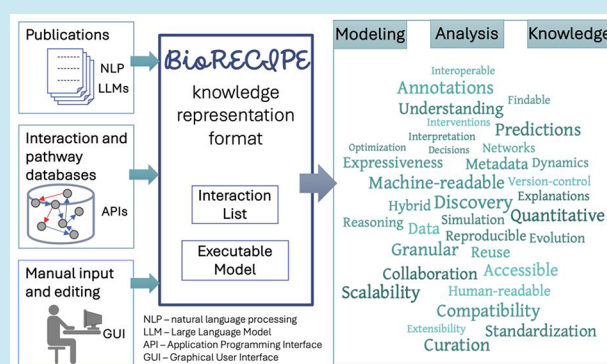 Publications
NLP
LLMs
Interaction and
pathway
databases
APIs
Manual input
and editing
GUI
BioRECIPE
knowledge
representation
format
Interaction
List
Executable
Model
NLP – natural language processing
LLM – Large Language Model
API – Application Programming Interface
GUI – Graphical User Interface
Modeling Analysis Knowledge
Interoperable
Annotations
Findable
Understanding
Interventions
Predictions
Interpretation
Optimization Decisions Networks
Expressiveness Metadata Dynamics
Machine-readable Version-control
Hybrid Discovery Explanations
Reasoning Simulation Quantitative
Data Reproducible Evolution
Granular Reuse
Collaboration Accessible
Scalability Human-readable
Compatibility
Extensibility Standardization
Curation